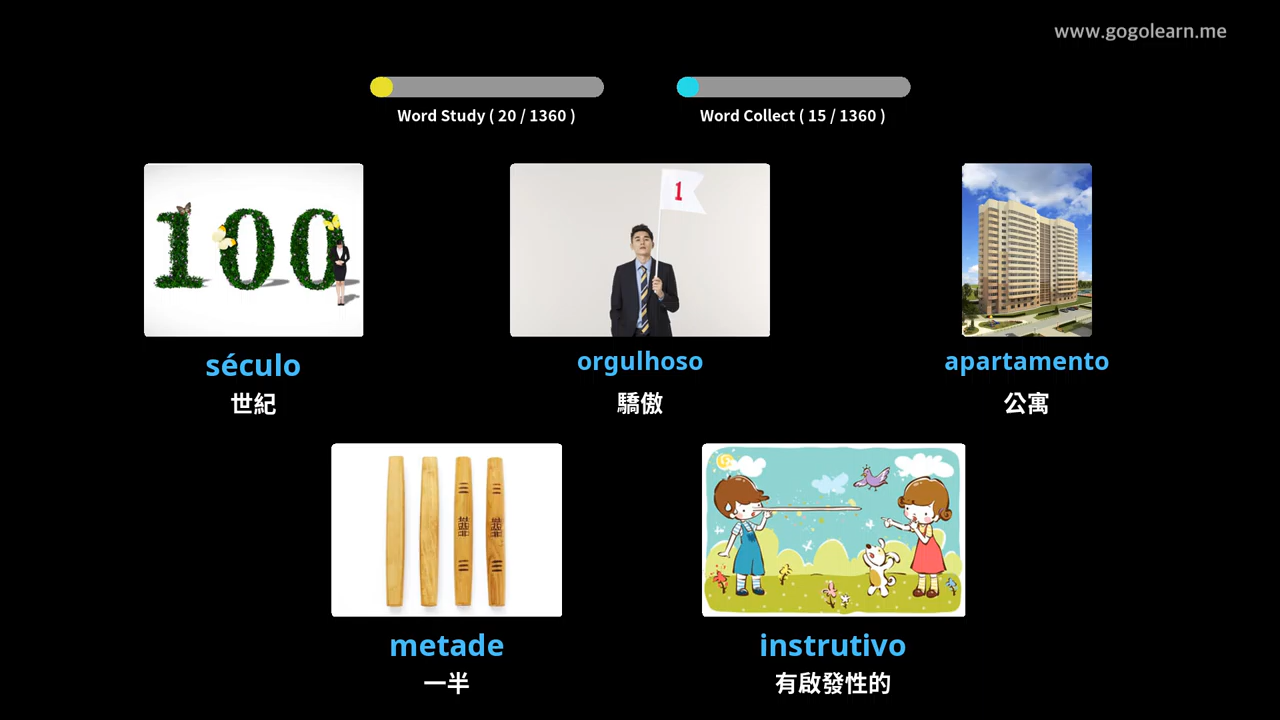 www.gogolearn.me
Word Study ( 20 / 1360 )
Word Collect ( 15 / 1360 )
100
1
século
世紀
orgulhoso
驕傲
apartamento
公寓
metade
一半
instrutivo
有啟發性的